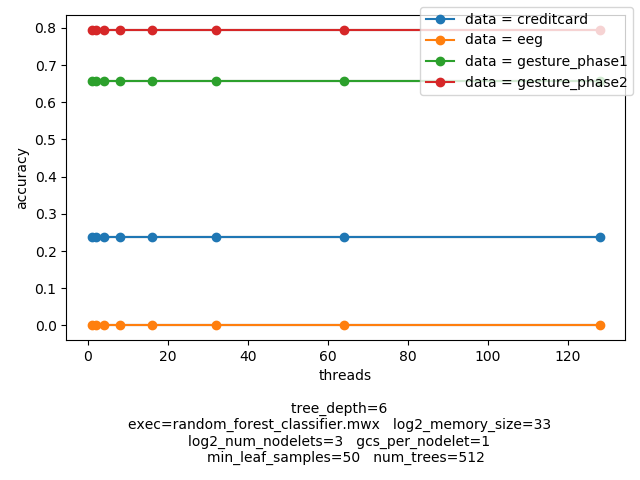 data = creditcard
data = eeg
data = gesture_phase1
data = gesture_phase2
0.8
0.7
0.6
0.5
0.4
0.3
0.2
0.1
0.0
accuracy
0 20 40 60 80 100 120
threads
tree_depth=6
exec=random_forest_classifier.mwx log2_memory_size=33
log2_num_nodelets=3 gcs_per_nodelet=1
min_leaf_samples=50 num_trees=512